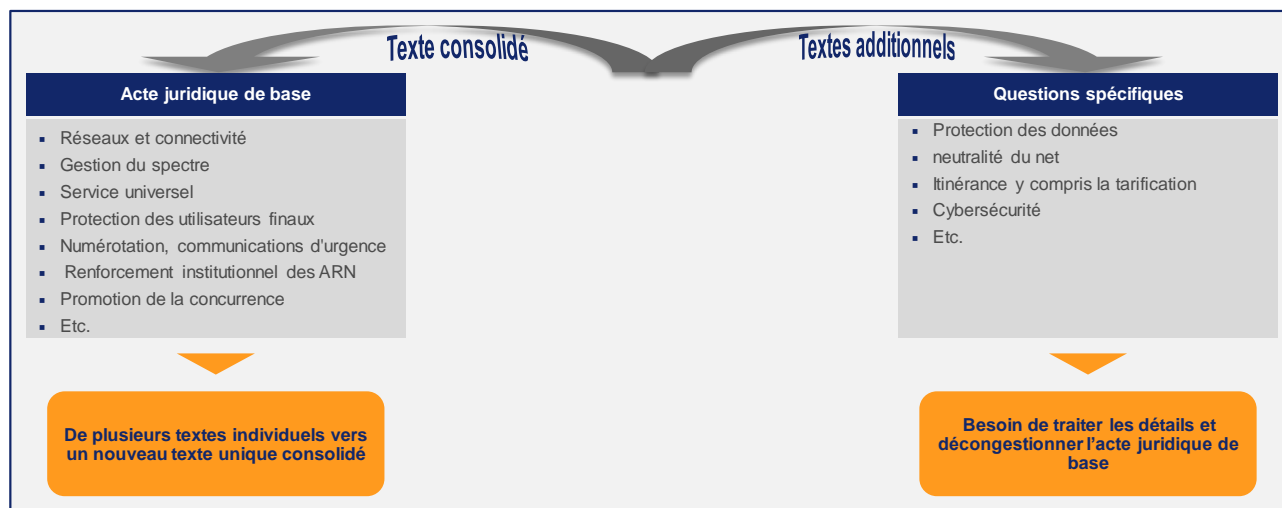 Texte consolidé
Textes additionnels
Acte juridique de base
▪ Réseaux et connectivité
▪ Gestion du spectre
▪ Service universel
▪ Protection des utilisateurs finaux
▪ Numérotation, communications d'urgence
▪ Renforcement institutionnel des ARN
▪ Promotion de la concurrence
▪ Etc.
De plusieurs textes individuels vers
un nouveau texte unique consolidé
Questions spécifiques
▪ Protection des données
▪ neutralité du net
▪ Itinérance y compris la tarification
▪ Cybersécurité
▪ Etc.
Besoin de traiter les détails et
décongestionner l'acte juridique de
base